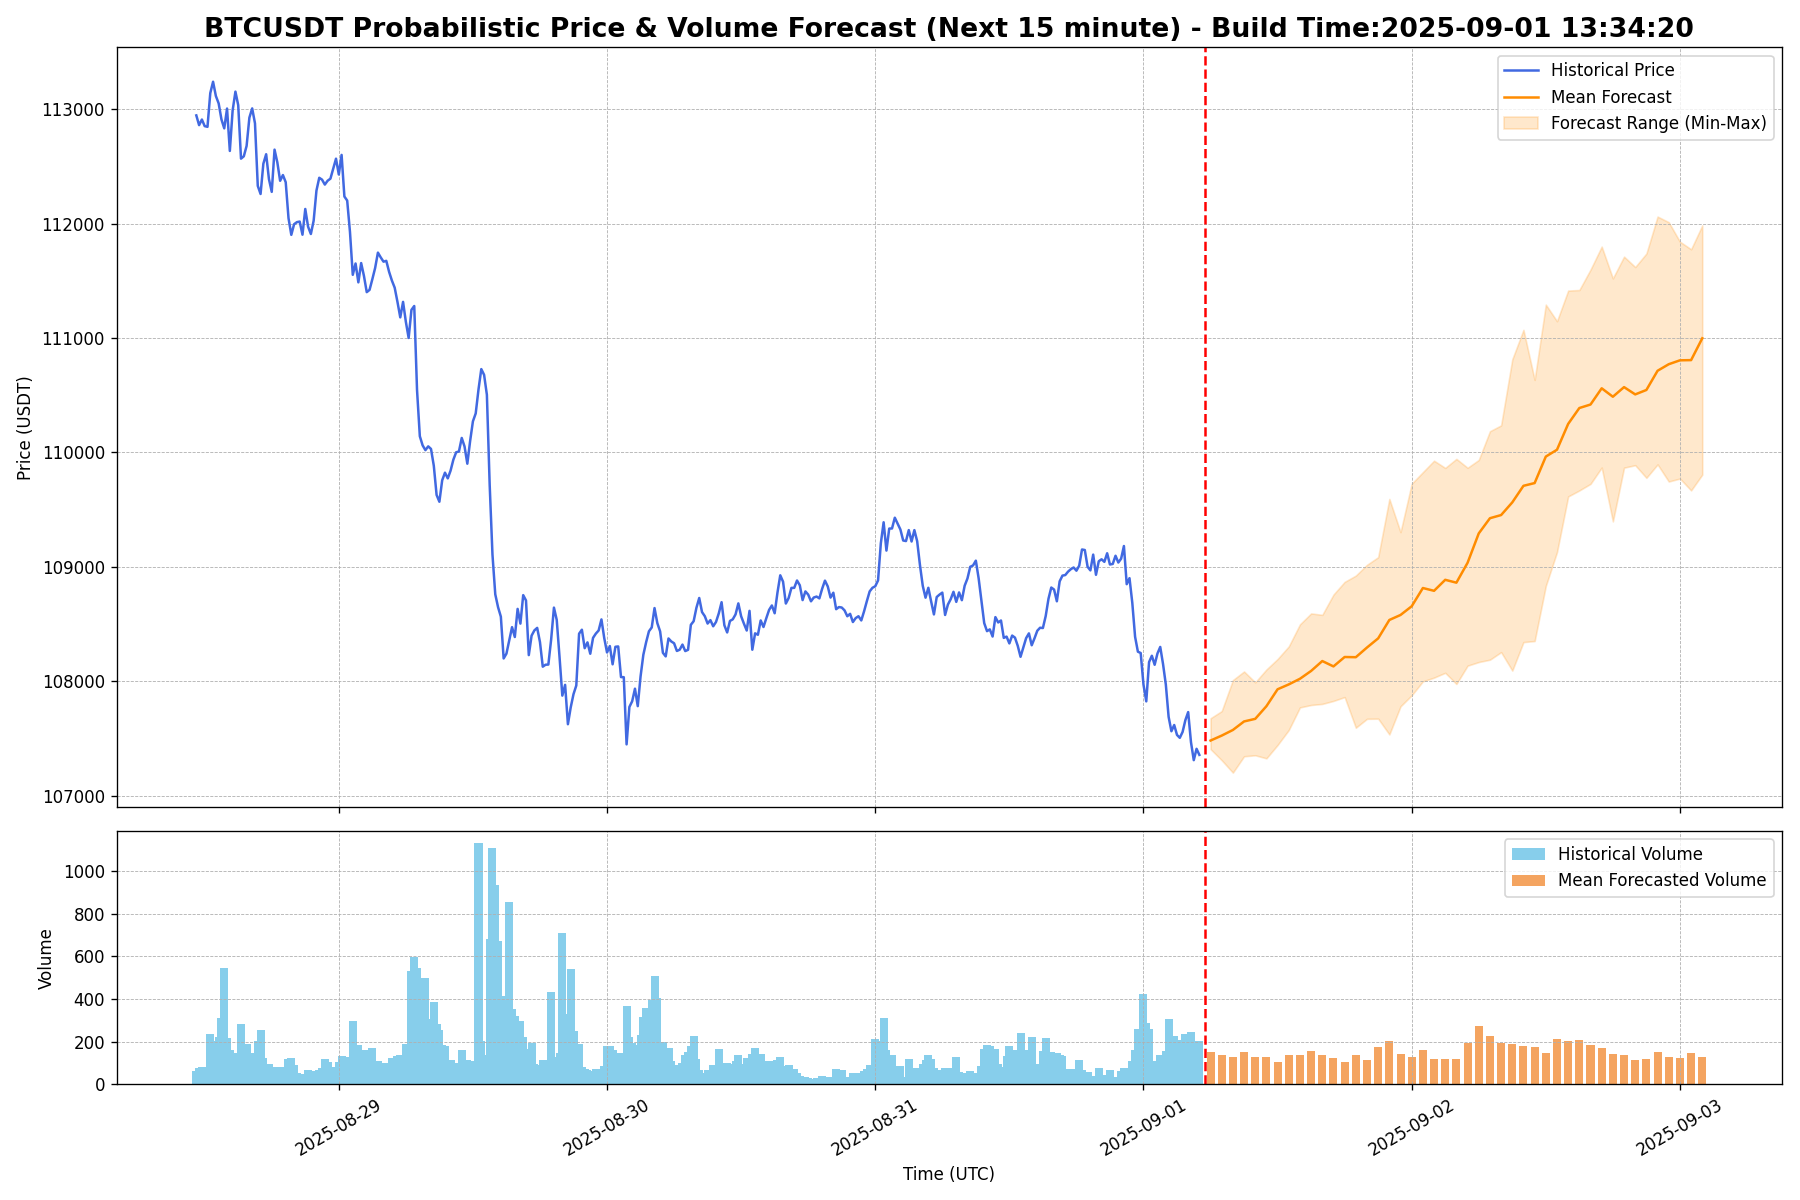 BTCUSDT Probabilistic Price & Volume Forecast (Next 15 minute) - Build Time:2025-09-01 13:34:20
Historical Price
Mean Forecast
Forecast Range (Min-Max)
Price (USDT)
113000
112000
111000
110000
109000
108000
107000
Historical Volume
Mean Forecasted Volume
Volume
1000
800
600
400
200
0
2025-08-29
2025-08-30
2025-08-31
2025-09-01
2025-09-02
2025-09-03
Time (UTC)